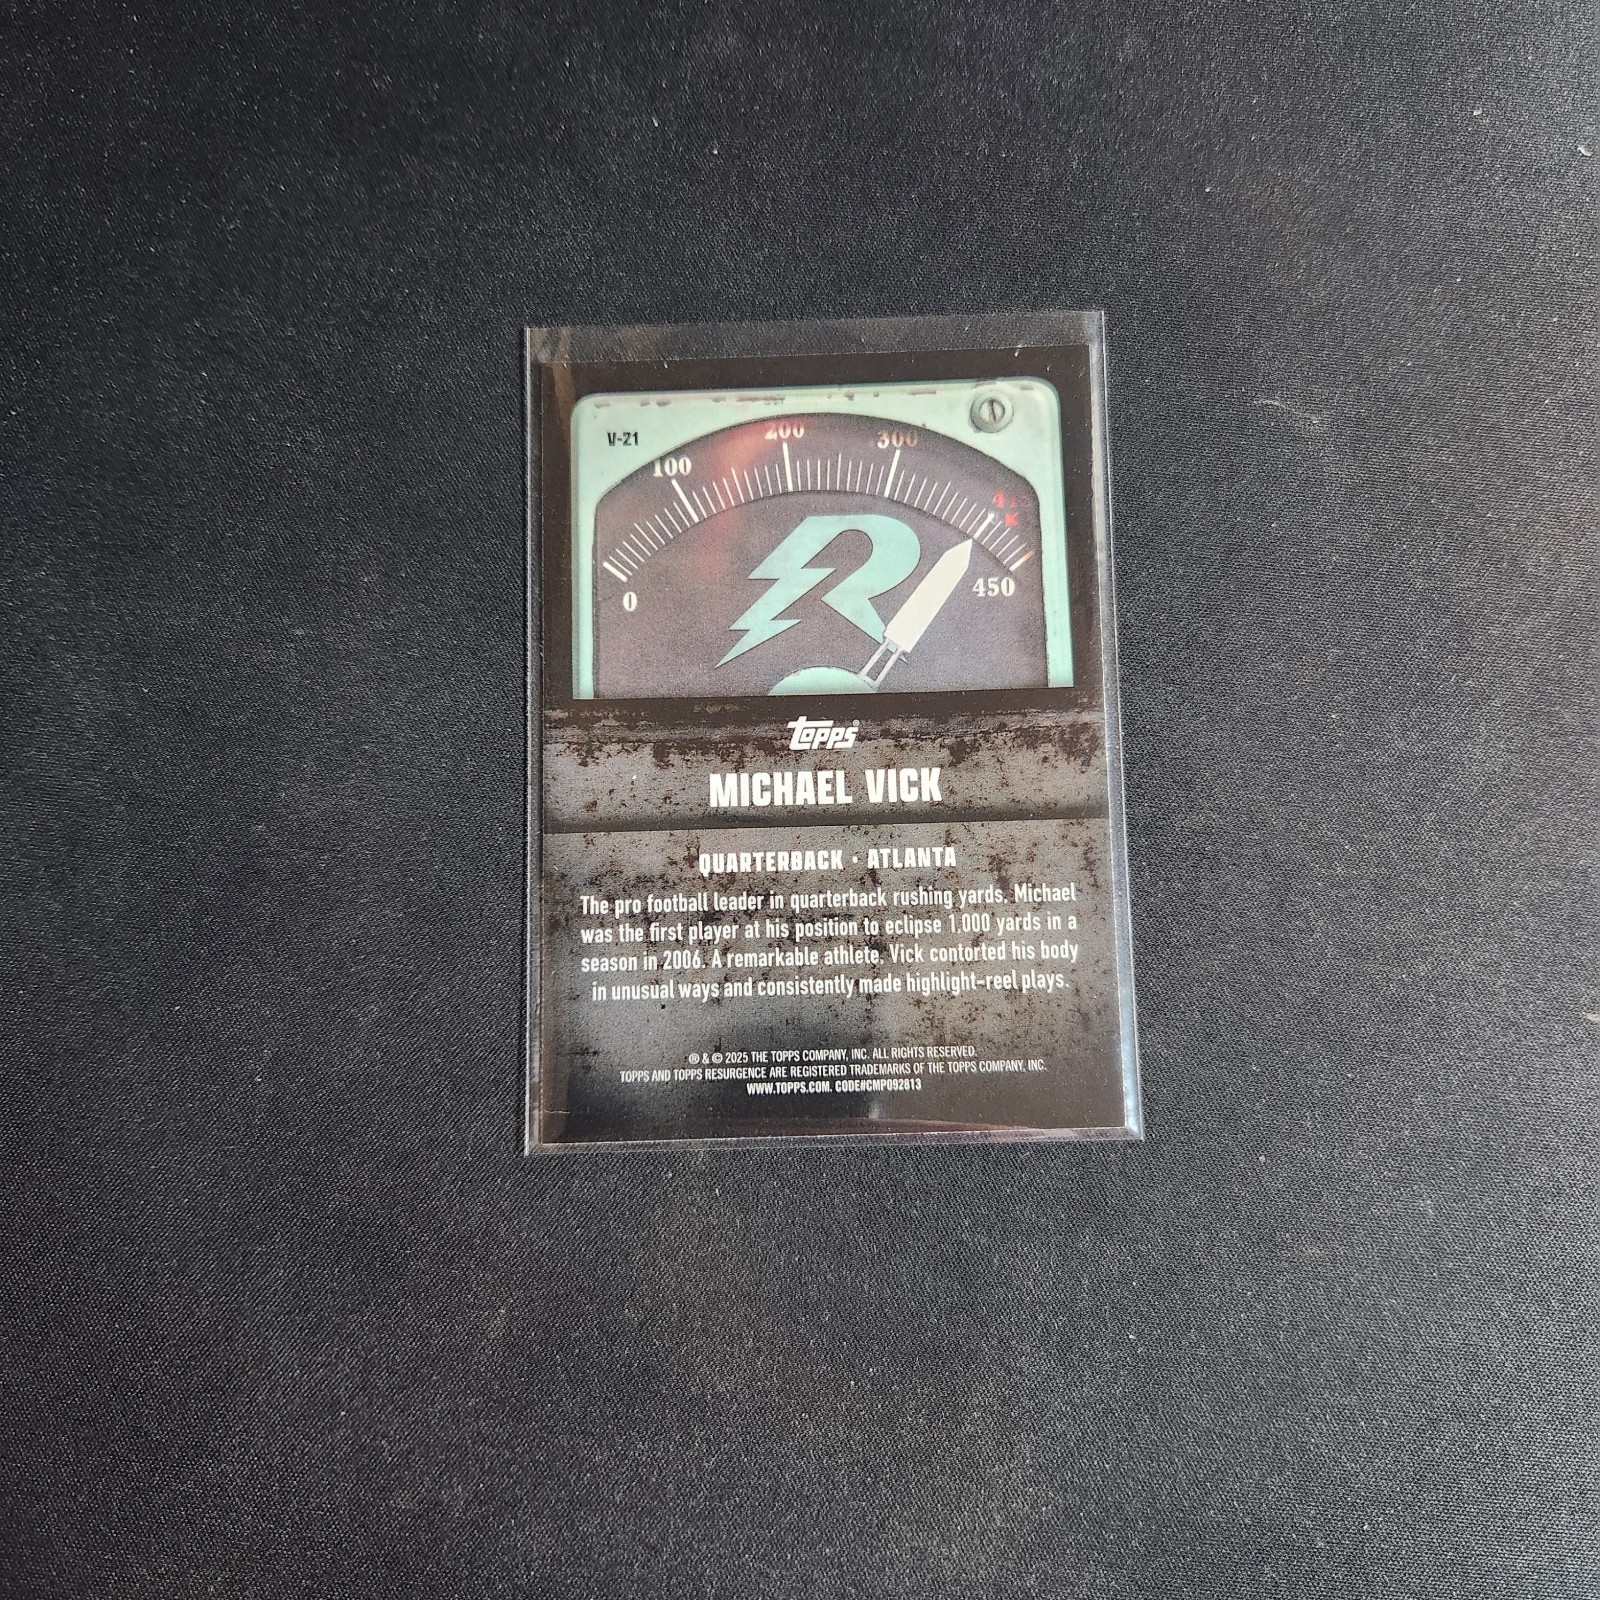 V-21
0
100
200
300
450
topps
MICHAEL VICK
QUARTERBACK · ATLANTA
The pro football leader in quarterback rushing yards, Michael
was the first player at his position to eclipse 1,000 yards in a
season in 2006. A remarkable athlete, Vick contorted his body
in unusual ways and consistently made highlight-reel plays.
® & © 2025 THE TOPPS COMPANY, INC. ALL RIGHTS RESERVED.
TOPPS AND TOPPS RESURGENCE ARE REGISTERED TRADEMARKS OF THE TOPPS COMPANY, INC.
WWW.TOPPS.COM. CODE#CMP092813